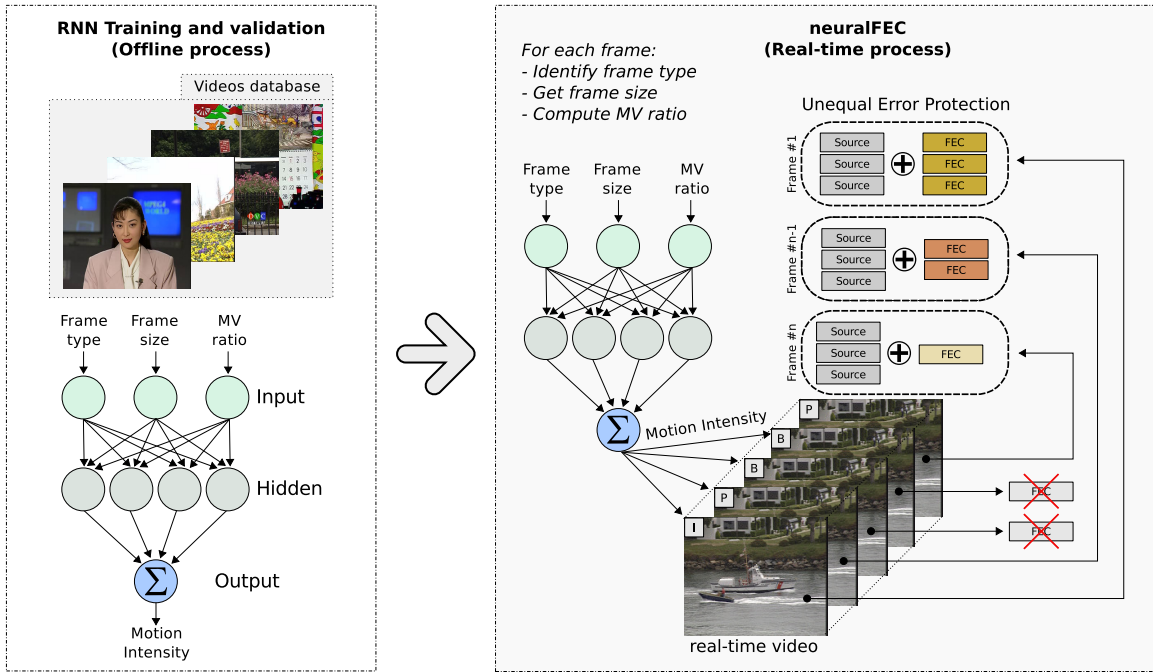 RNN Training and validation
(Offline process)
Videos database
Frame
type
Frame
size
MV
ratio
Input
Hidden
Σ
Output
Motion
Intensity
neuralFEC
(Real-time process)
For each frame:
- Identify frame type
- Get frame size
- Compute MV ratio
Frame
type
Frame
size
MV
ratio
Σ
Motion Intensity
Unequal Error Protection
Frame #1
Source
Source
Source
FEC
FEC
FEC
Frame #n-1
Source
Source
Source
FEC
FEC
Frame #n
Source
Source
Source
FEC
P
B
B
P
I
FEC
FEC
real-time video